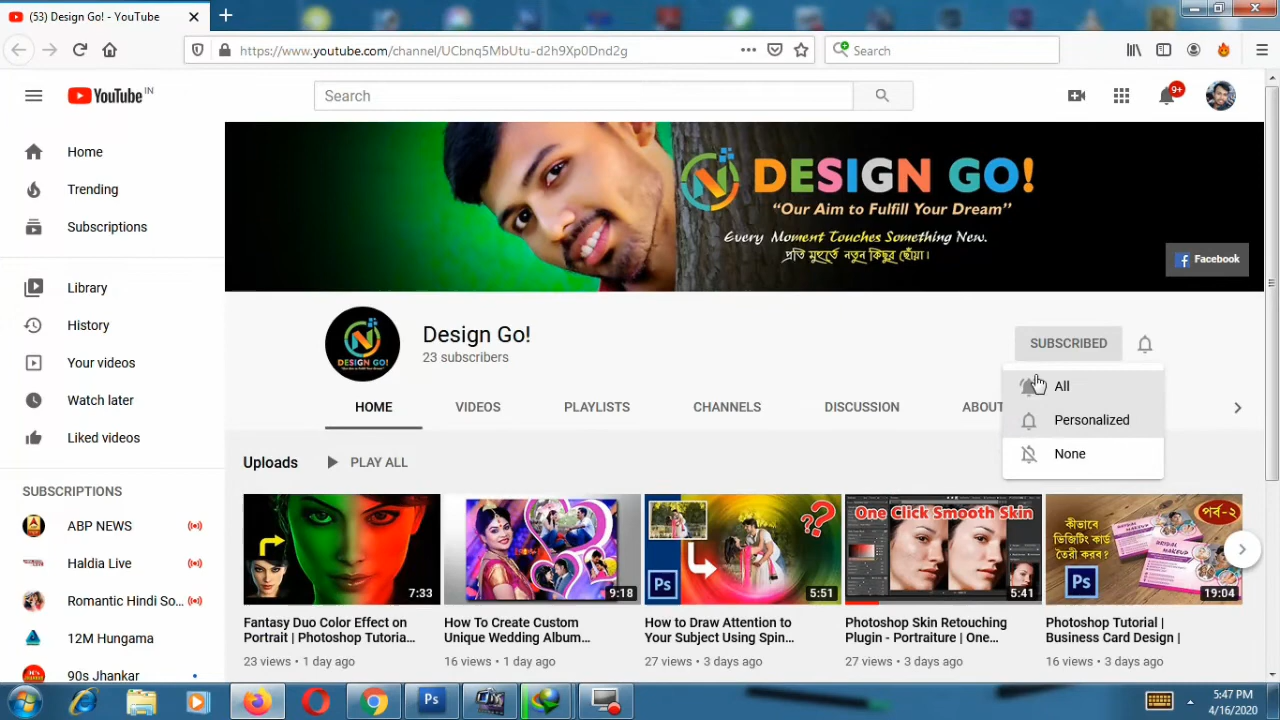 (53) Design Go! - YouTube
https://www.youtube.com/channel/UCbnq5MbUtu-d2h9Xp0Dnd2g
Search
YouTube IN
Search
9+
Home
Trending
Subscriptions
Library
History
Your videos
Watch later
Liked videos
SUBSCRIPTIONS
ABP NEWS
Haldia Live
Romantic Hindi So...
12M Hungama
90s Jhankar
DESIGN GO!
“Our Aim to Fulfill Your Dream”
Every Moment Touches Something New.
প্রতি মুহূর্তে নতুন কিছুর ছোঁয়া।
Facebook
DESIGN GO!
Design Go!
23 subscribers
SUBSCRIBED
All
Personalized
None
HOME VIDEOS PLAYLISTS CHANNELS DISCUSSION ABOUT
Uploads PLAY ALL
7:33
Fantasy Duo Color Effect on
Portrait | Photoshop Tutoria...
23 views • 1 day ago
9:18
How To Create Custom
Unique Wedding Album...
16 views • 1 day ago
Ps
5:51
How to Draw Attention to
Your Subject Using Spin...
27 views • 3 days ago
One Click Smooth Skin
5:41
Photoshop Skin Retouching
Plugin - Portraiture | One...
27 views • 3 days ago
পর্ব-২
কীভাবে
ভিজিটিং কার্ড
তৈরী করব?
Ps
19:04
Photoshop Tutorial |
Business Card Design |
16 views • 3 days ago
Ps
5:47 PM
4/16/2020